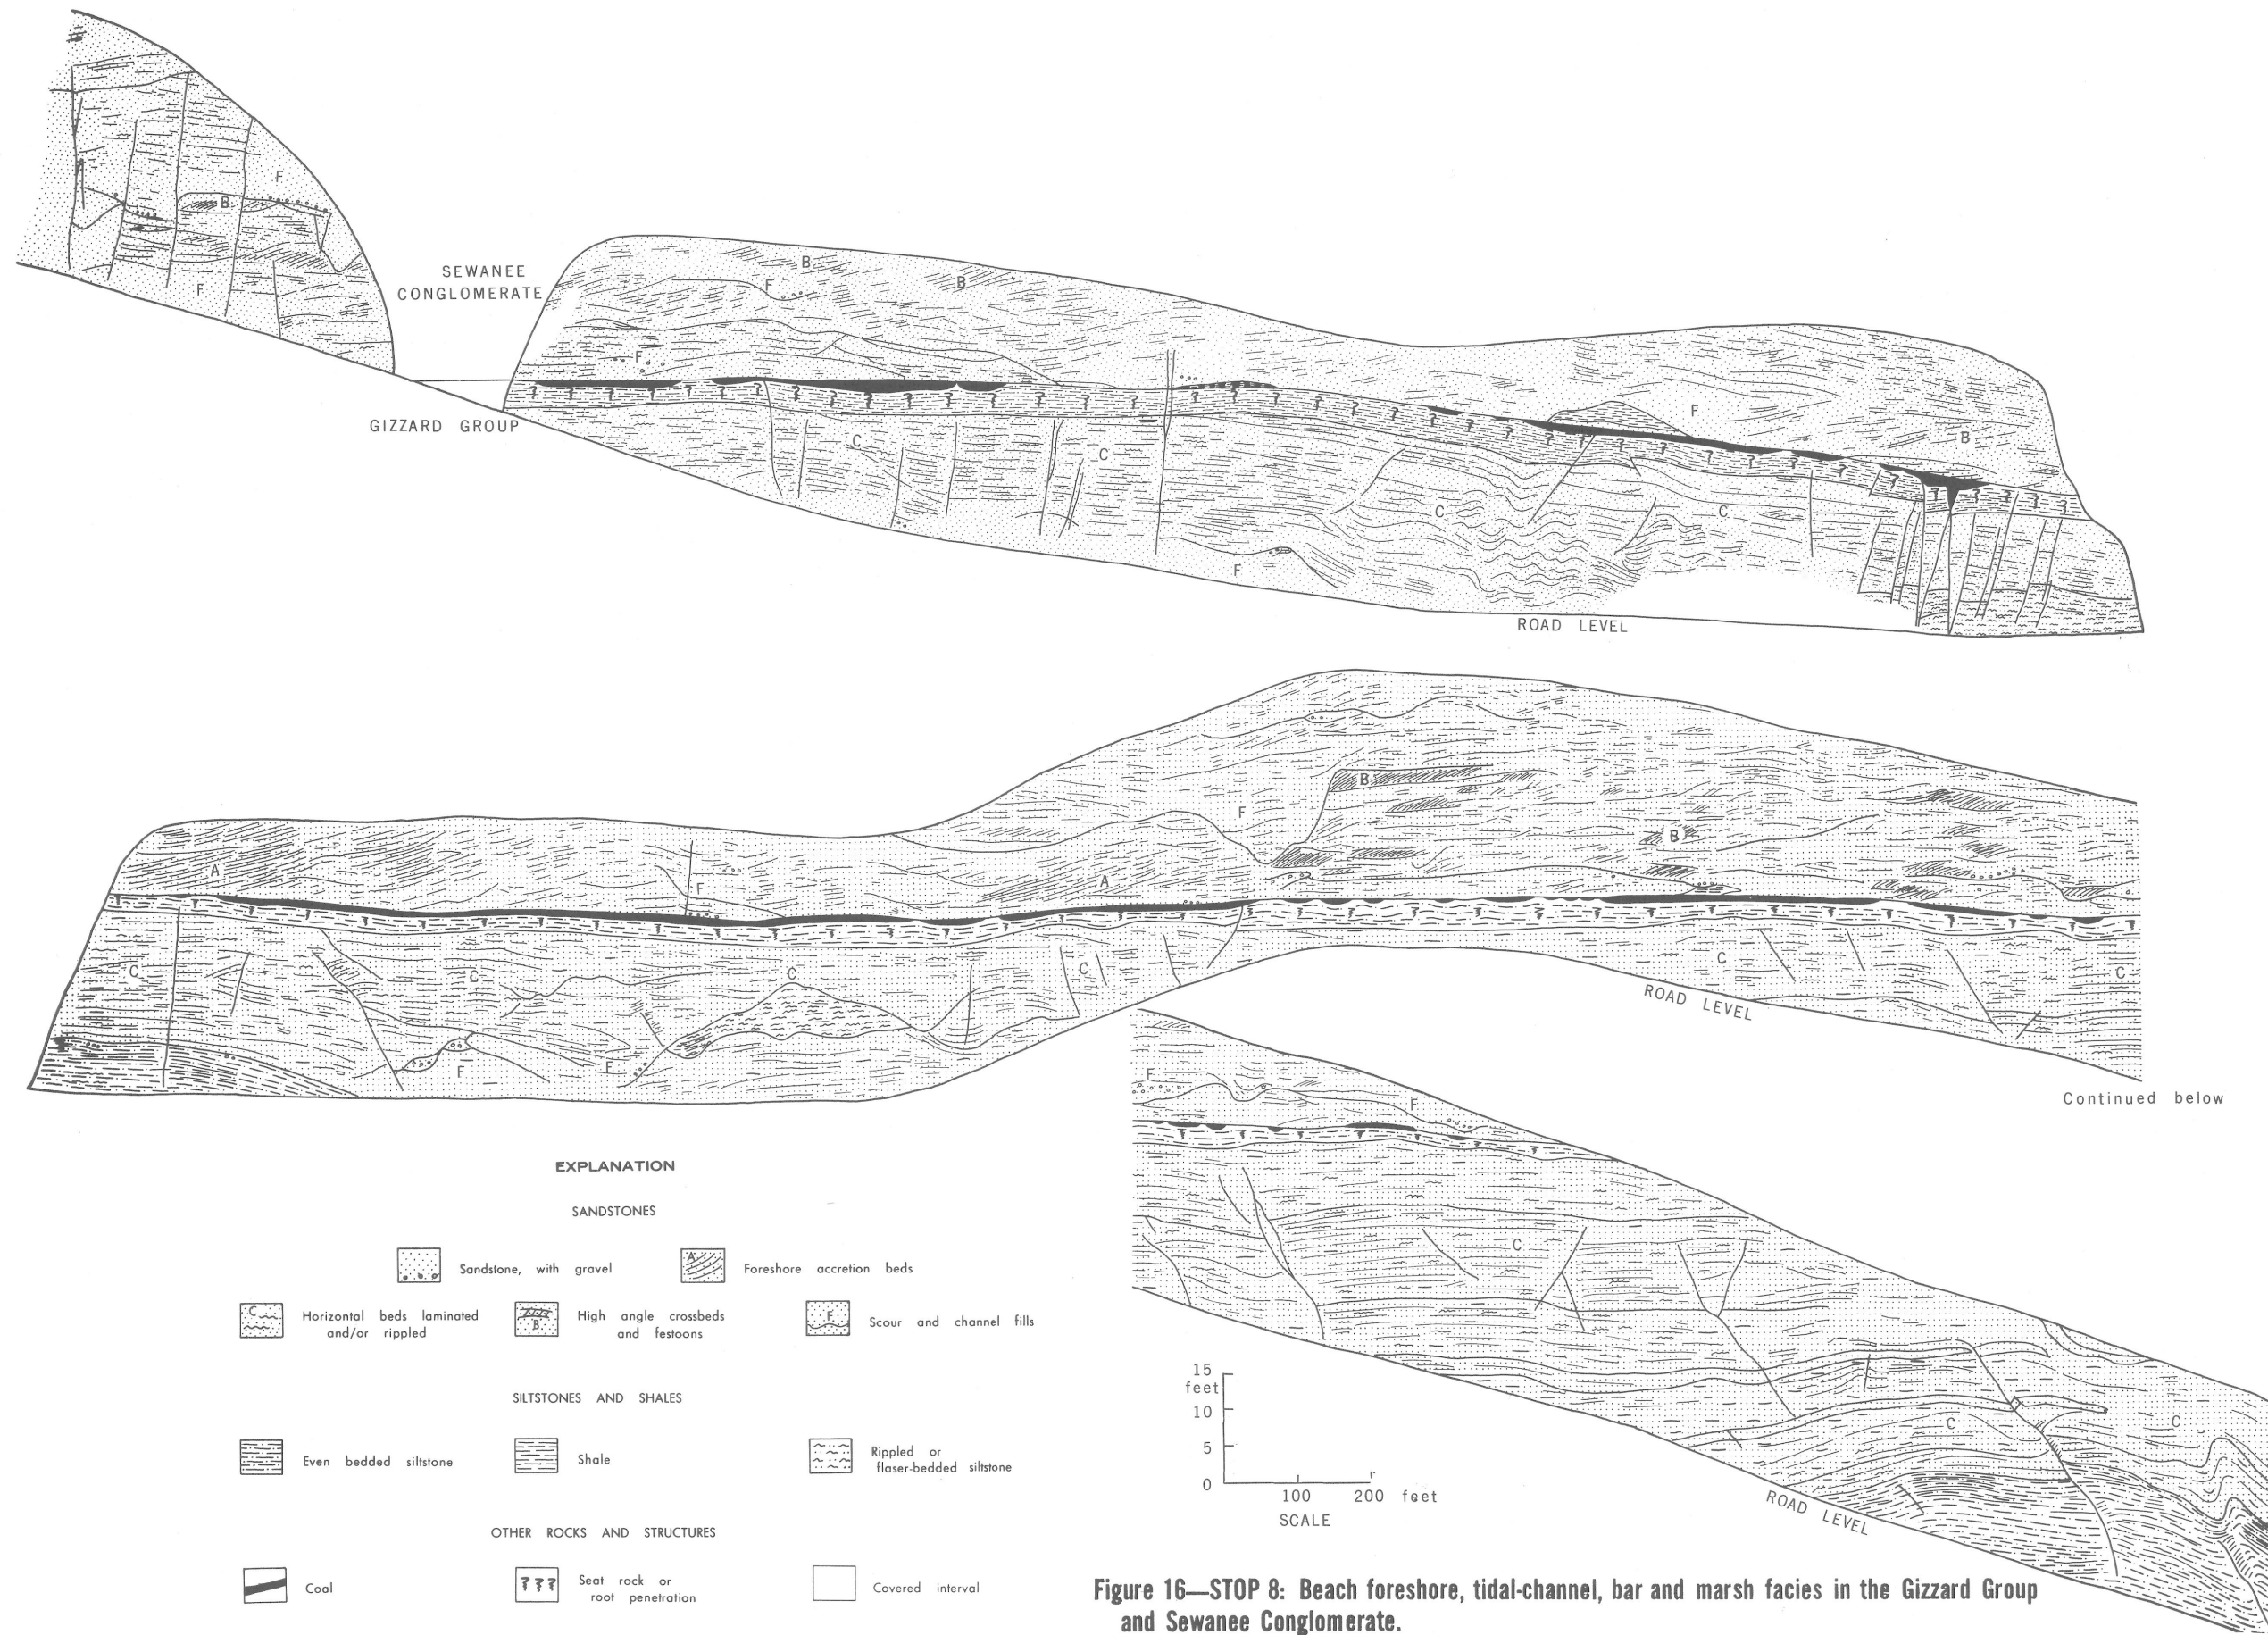 F
B
F
SEWANEE
CONGLOMERATE
GIZZARD GROUP
B
F
B
F
F
B
C
C
C
C
F
ROAD LEVEL
B
F
B
A
F
A
C
C
C
C
C
C
F
F
ROAD LEVEL
Continued below
F
F
C
C
C
ROAD LEVEL
EXPLANATION
SANDSTONES
Sandstone, with gravel
A
Foreshore accretion beds
C
Horizontal beds laminated
and/or rippled
B
High angle crossbeds
and festoons
F
Scour and channel fills
SILTSTONES AND SHALES
Even bedded siltstone
Shale
Rippled or
flaser-bedded siltstone
OTHER ROCKS AND STRUCTURES
Coal
Seat rock or
root penetration
Covered interval
15
feet
10
5
0
100 200 feet
SCALE
Figure 16—STOP 8: Beach foreshore, tidal-channel, bar and marsh facies in the Gizzard Group
and Sewanee Conglomerate.